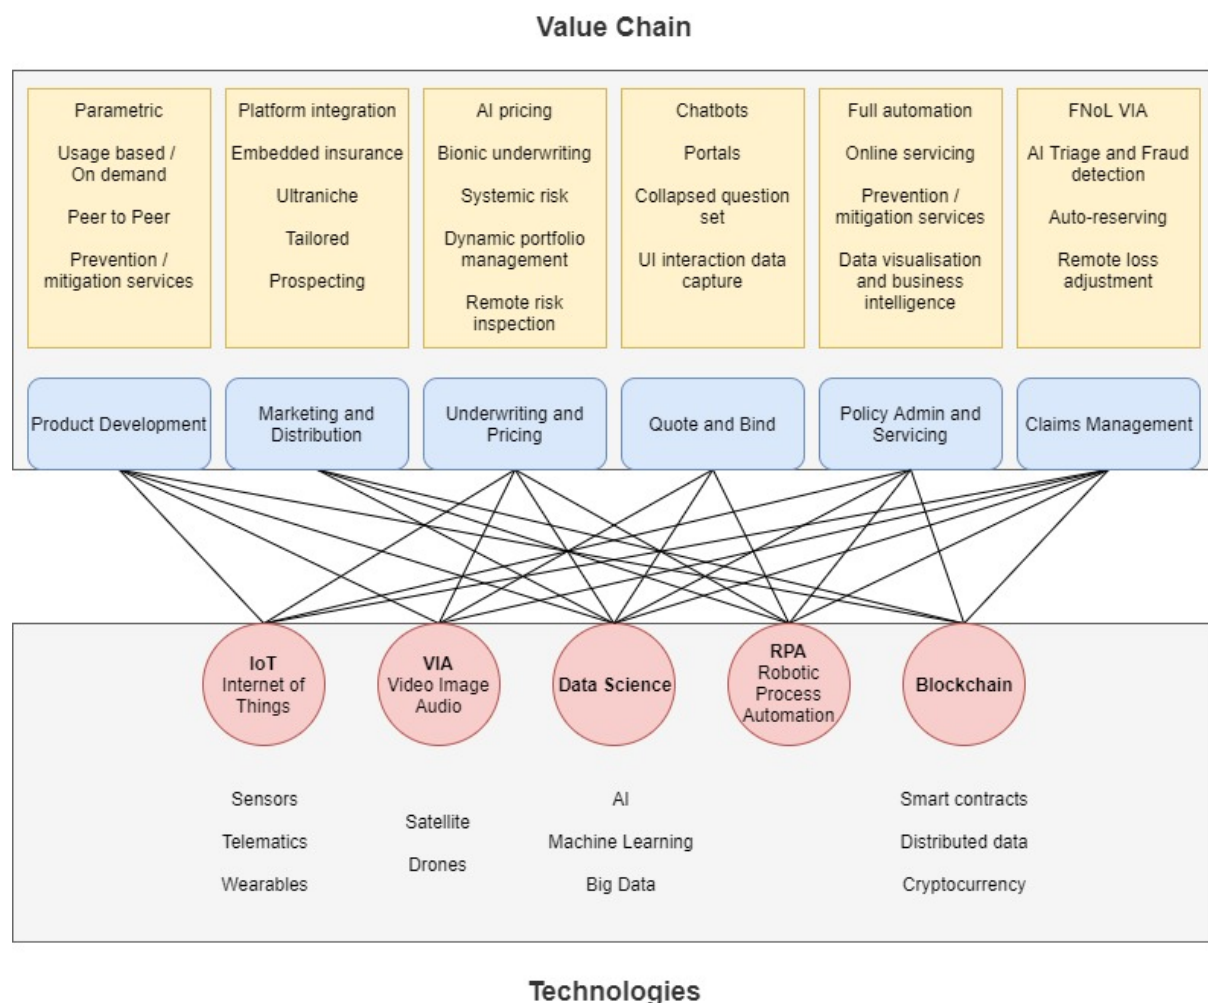 Value Chain
Parametric
Usage based /
On demand
Peer to Peer
Prevention /
mitigation services
Platform integration
Embedded insurance
Ultraniche
Tailored
Prospecting
AI pricing
Bionic underwriting
Systemic risk
Dynamic portfolio
management
Remote risk
inspection
Chatbots
Portals
Collapsed question
set
UI interaction data
capture
Full automation
Online servicing
Prevention /
mitigation services
Data visualisation
and business
intelligence
FNoL VIA
AI Triage and Fraud
detection
Auto-reserving
Remote loss
adjustment
Product Development
Marketing and
Distribution
Underwriting and
Pricing
Quote and Bind
Policy Admin and
Servicing
Claims Management
IoT
Internet of
Things
VIA
Video Image
Audio
Data Science
RPA
Robotic
Process
Automation
Blockchain
Sensors
Telematics
Wearables
Satellite
Drones
AI
Machine Learning
Big Data
Smart contracts
Distributed data
Cryptocurrency
Technologies